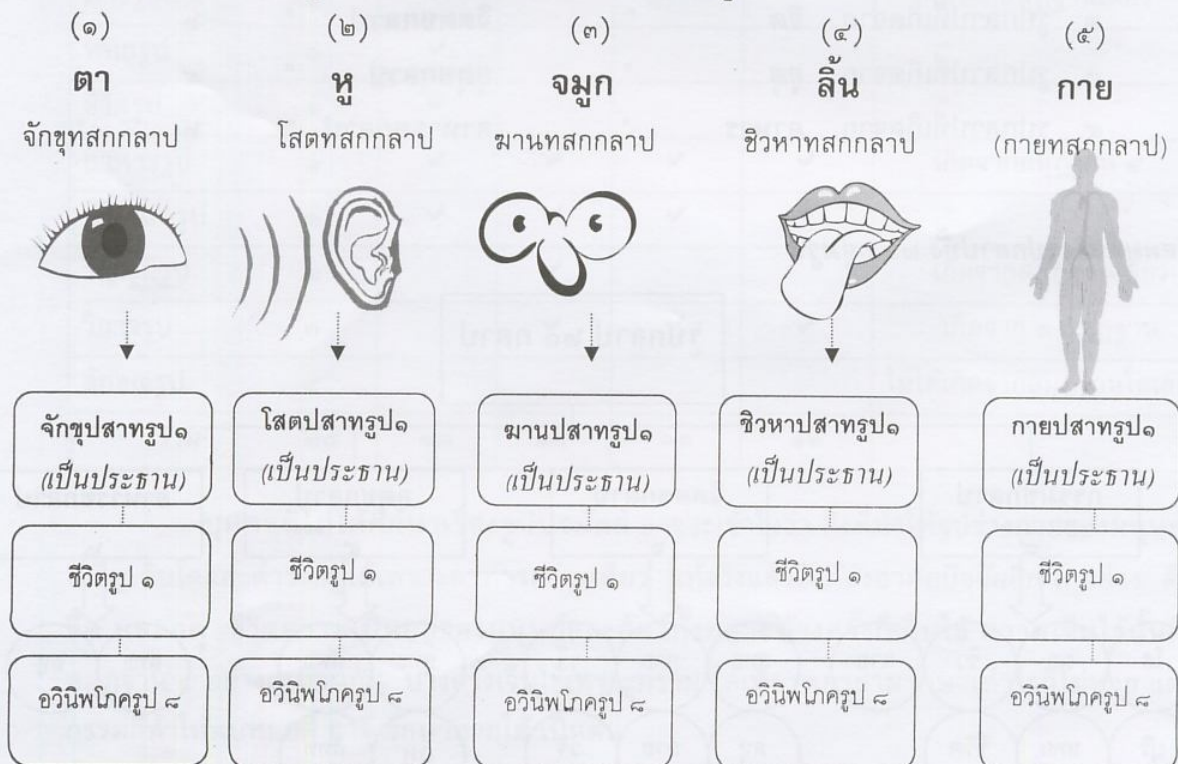 (๑) (๒) (๓) (๔) (๕)
ตา หู จมูก ลิ้น กาย
จักขุทสกกลาป โสตทสกกลาป ฆานทสกกลาป ชิวหาทสกกลาป (กายทสกกลาป)
จักขุปสาทรูป๑ โสตปสาทรูป๑ ฆานปสาทรูป๑ ชิวหาปสาทรูป๑ กายปสาทรูป๑
(เป็นประธาน) (เป็นประธาน) (เป็นประธาน) (เป็นประธาน) (เป็นประธาน)
ชีวิตรูป ๑ ชีวิตรูป ๑ ชีวิตรูป ๑ ชีวิตรูป ๑ ชีวิตรูป ๑
อวินิพโภครูป ๘ อวินิพโภครูป ๘ อวินิพโภครูป ๘ อวินิพโภครูป ๘ อวินิพโภครูป ๘